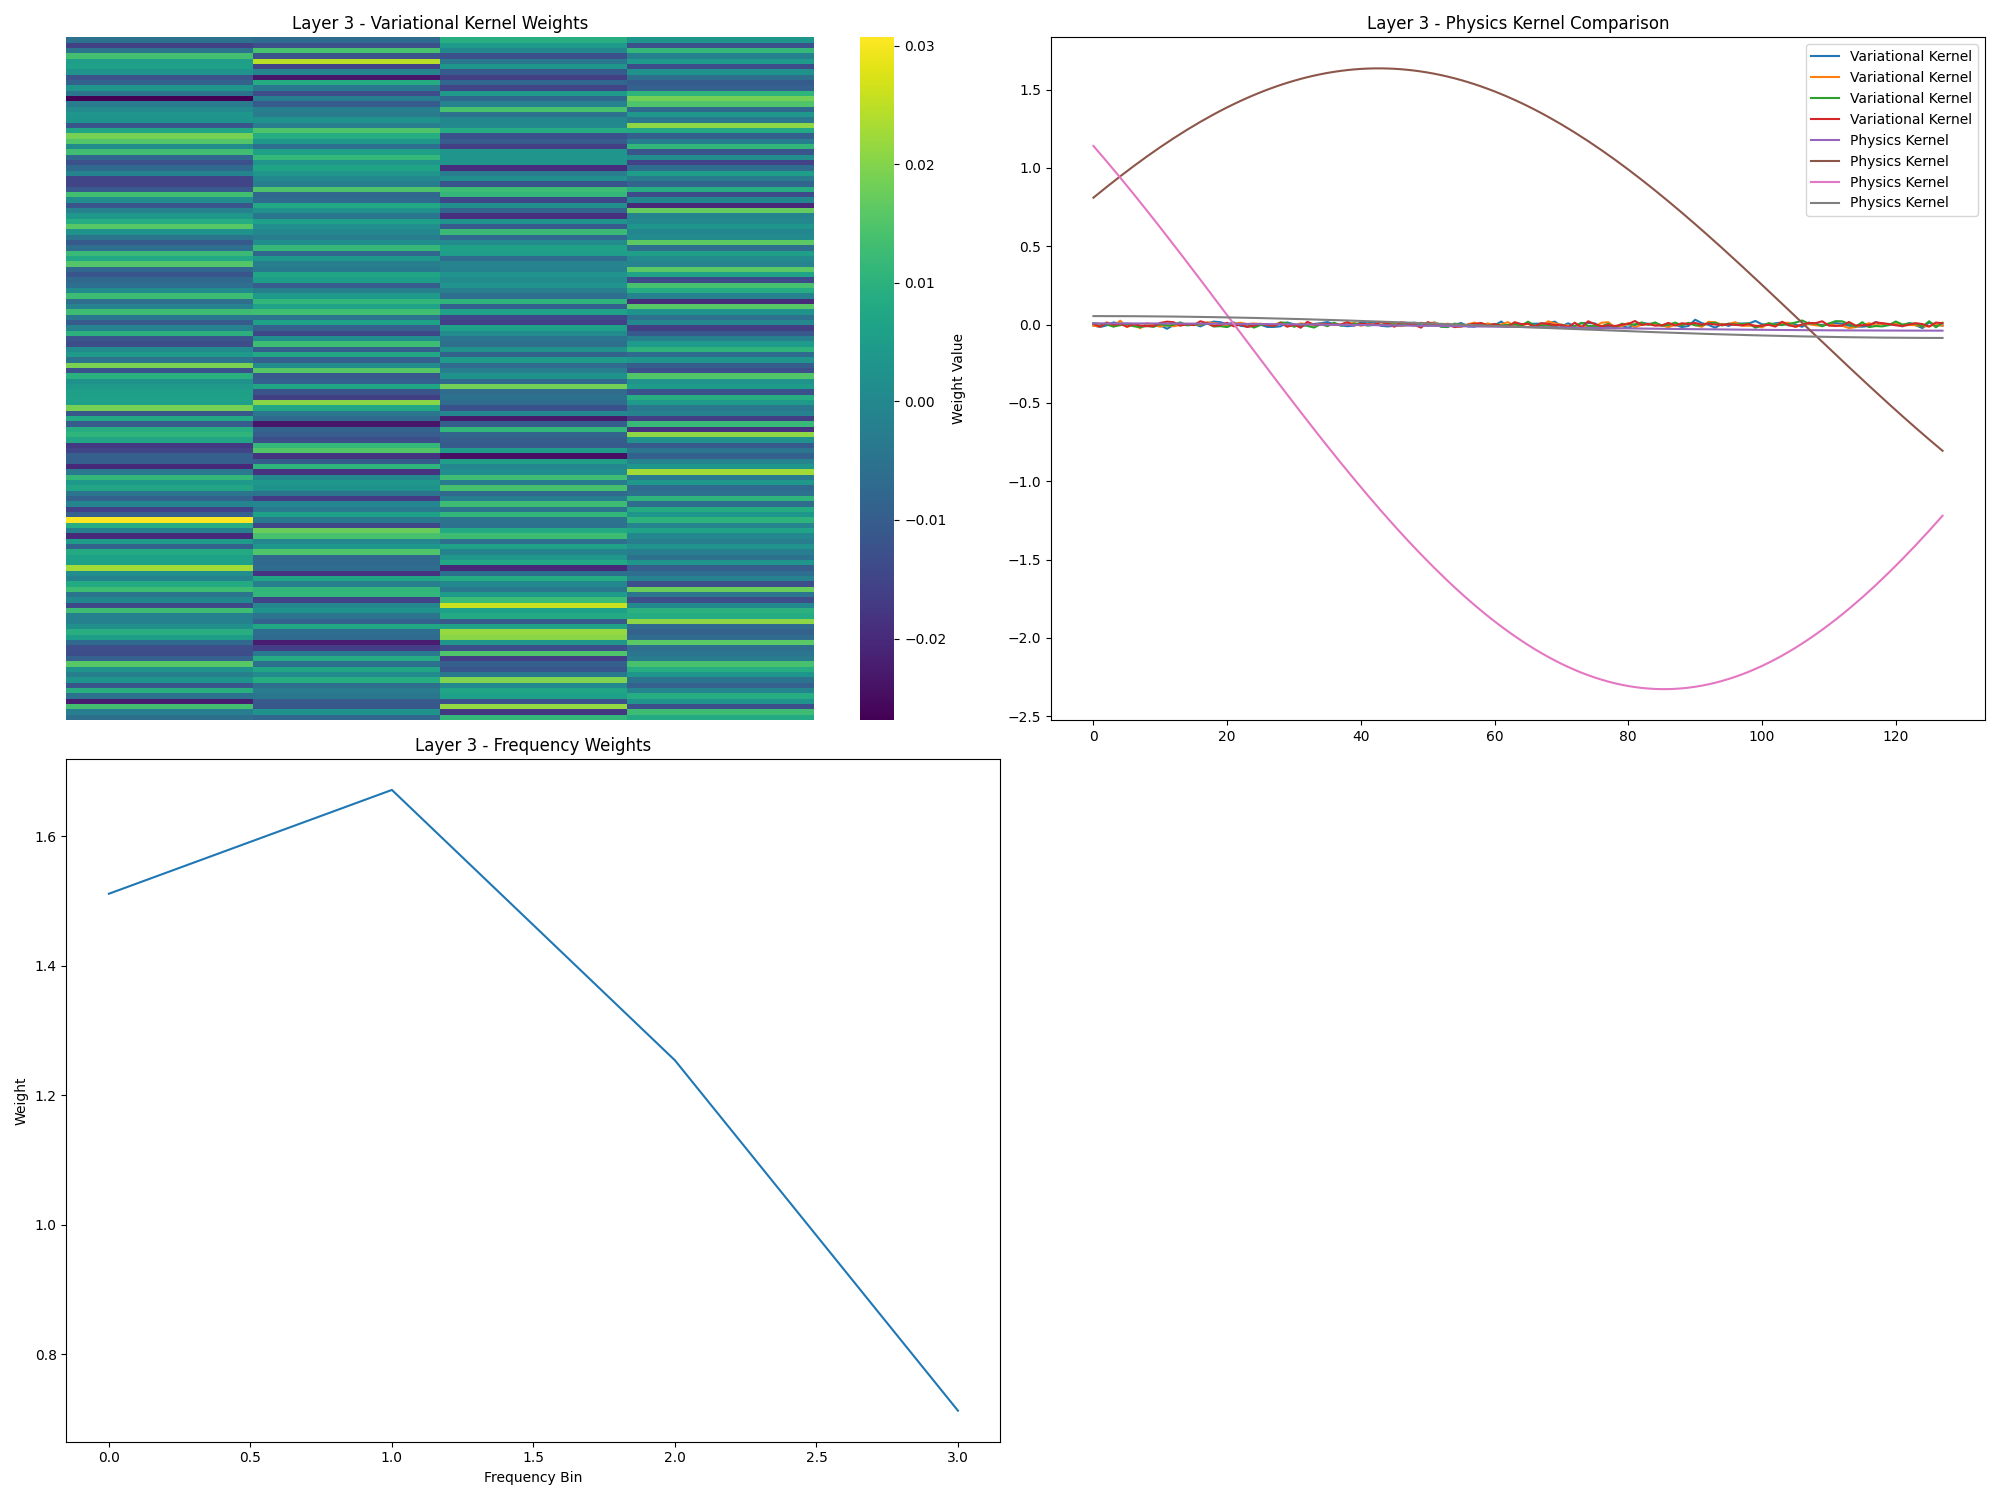 Layer 3 - Variational Kernel Weights
0.03
0.02
0.01
0.00
−0.01
−0.02
Weight Value
Layer 3 - Physics Kernel Comparison
1.5
1.0
0.5
0.0
−0.5
−1.0
−1.5
−2.0
−2.5
0 20 40 60 80 100 120
Variational Kernel
Variational Kernel
Variational Kernel
Variational Kernel
Physics Kernel
Physics Kernel
Physics Kernel
Physics Kernel
Layer 3 - Frequency Weights
Weight
1.6
1.4
1.2
1.0
0.8
0.0 0.5 1.0 1.5 2.0 2.5 3.0
Frequency Bin